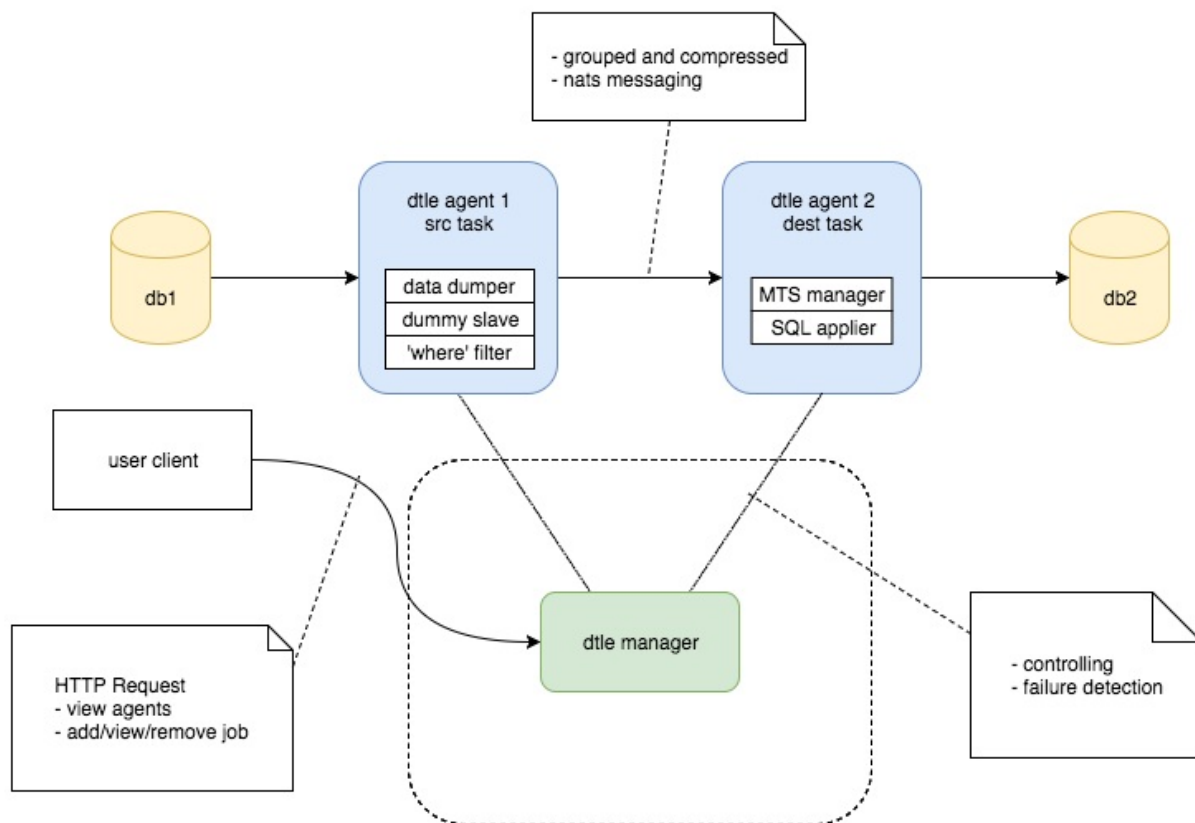 - grouped and compressed
- nats messaging
db1
dtle agent 1
src task
data dumper
dummy slave
'where' filter
dtle agent 2
dest task
MTS manager
SQL applier
db2
user client
dtle manager
HTTP Request
- view agents
- add/view/remove job
- controlling
- failure detection